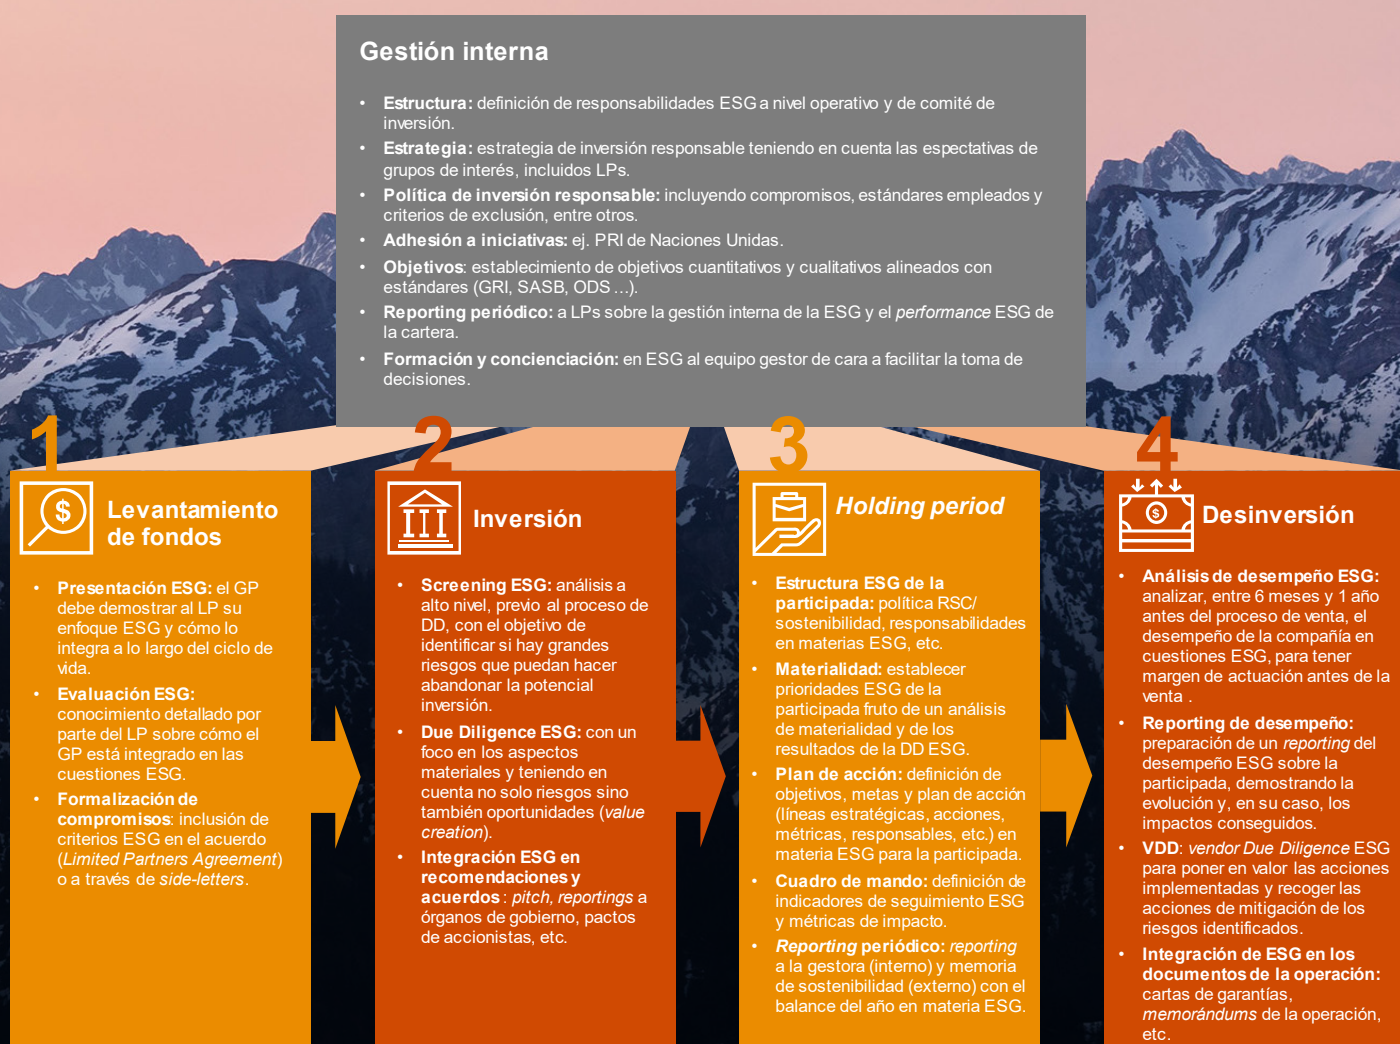 Gestión interna
• Estructura: definición de responsabilidades ESG a nivel operativo y de comité de
inversión.
• Estrategia: estrategia de inversión responsable teniendo en cuenta las espectativas de
grupos de interés, incluidos LPs.
• Política de inversión responsable: incluyendo compromisos, estándares empleados y
criterios de exclusión, entre otros.
• Adhesión a iniciativas: ej. PRI de Naciones Unidas.
• Objetivos: establecimiento de objetivos cuantitativos y cualitativos alineados con
estándares (GRI, SASB, ODS ...).
• Reporting periódico: a LPs sobre la gestión interna de la ESG y el performance ESG de
la cartera.
• Formación y concienciación: en ESG al equipo gestor de cara a facilitar la toma de
decisiones.
1
Levantamiento
de fondos
• Presentación ESG: el GP
debe demostrar al LP su
enfoque ESG y cómo lo
integra a lo largo del ciclo de
vida.
• Evaluación ESG:
conocimiento detallado por
parte del LP sobre cómo el
GP está integrado en las
cuestiones ESG.
• Formalización de
compromisos: inclusión de
criterios ESG en el acuerdo
(Limited Partners Agreement)
o a través de side-letters.
2
Inversión
• Screening ESG: análisis a
alto nivel, previo al proceso de
DD, con el objetivo de
identificar si hay grandes
riesgos que puedan hacer
abandonar la potencial
inversión.
• Due Diligence ESG: con un
foco en los aspectos
materiales y teniendo en
cuenta no solo riesgos sino
también oportunidades (value
creation).
• Integración ESG en
recomendaciones y
acuerdos : pitch, reportings a
órganos de gobierno, pactos
de accionistas, etc.
3
Holding period
• Estructura ESG de la
participada: política RSC/
sostenibilidad, responsabilidades
en materias ESG, etc.
• Materialidad: establecer
prioridades ESG de la
participada fruto de un análisis
de materialidad y de los
resultados de la DD ESG.
• Plan de acción: definición de
objetivos, metas y plan de acción
(líneas estratégicas, acciones,
métricas, responsables, etc.) en
materia ESG para la participada.
• Cuadro de mando: definición de
indicadores de seguimiento ESG
y métricas de impacto.
• Reporting periódico: reporting
a la gestora (interno) y memoria
de sostenibilidad (externo) con el
balance del año en materia ESG.
4
Desinversión
• Análisis de desempeño ESG:
analizar, entre 6 meses y 1 año
antes del proceso de venta, el
desempeño de la compañía en
cuestiones ESG, para tener
margen de actuación antes de la
venta .
• Reporting de desempeño:
preparación de un reporting del
desempeño ESG sobre la
participada, demostrando la
evolución y, en su caso, los
impactos conseguidos.
• VDD: vendor Due Diligence ESG
para poner en valor las acciones
implementadas y recoger las
acciones de mitigación de los
riesgos identificados.
• Integración de ESG en los
documentos de la operación:
cartas de garantías,
memorándums de la operación,
etc.